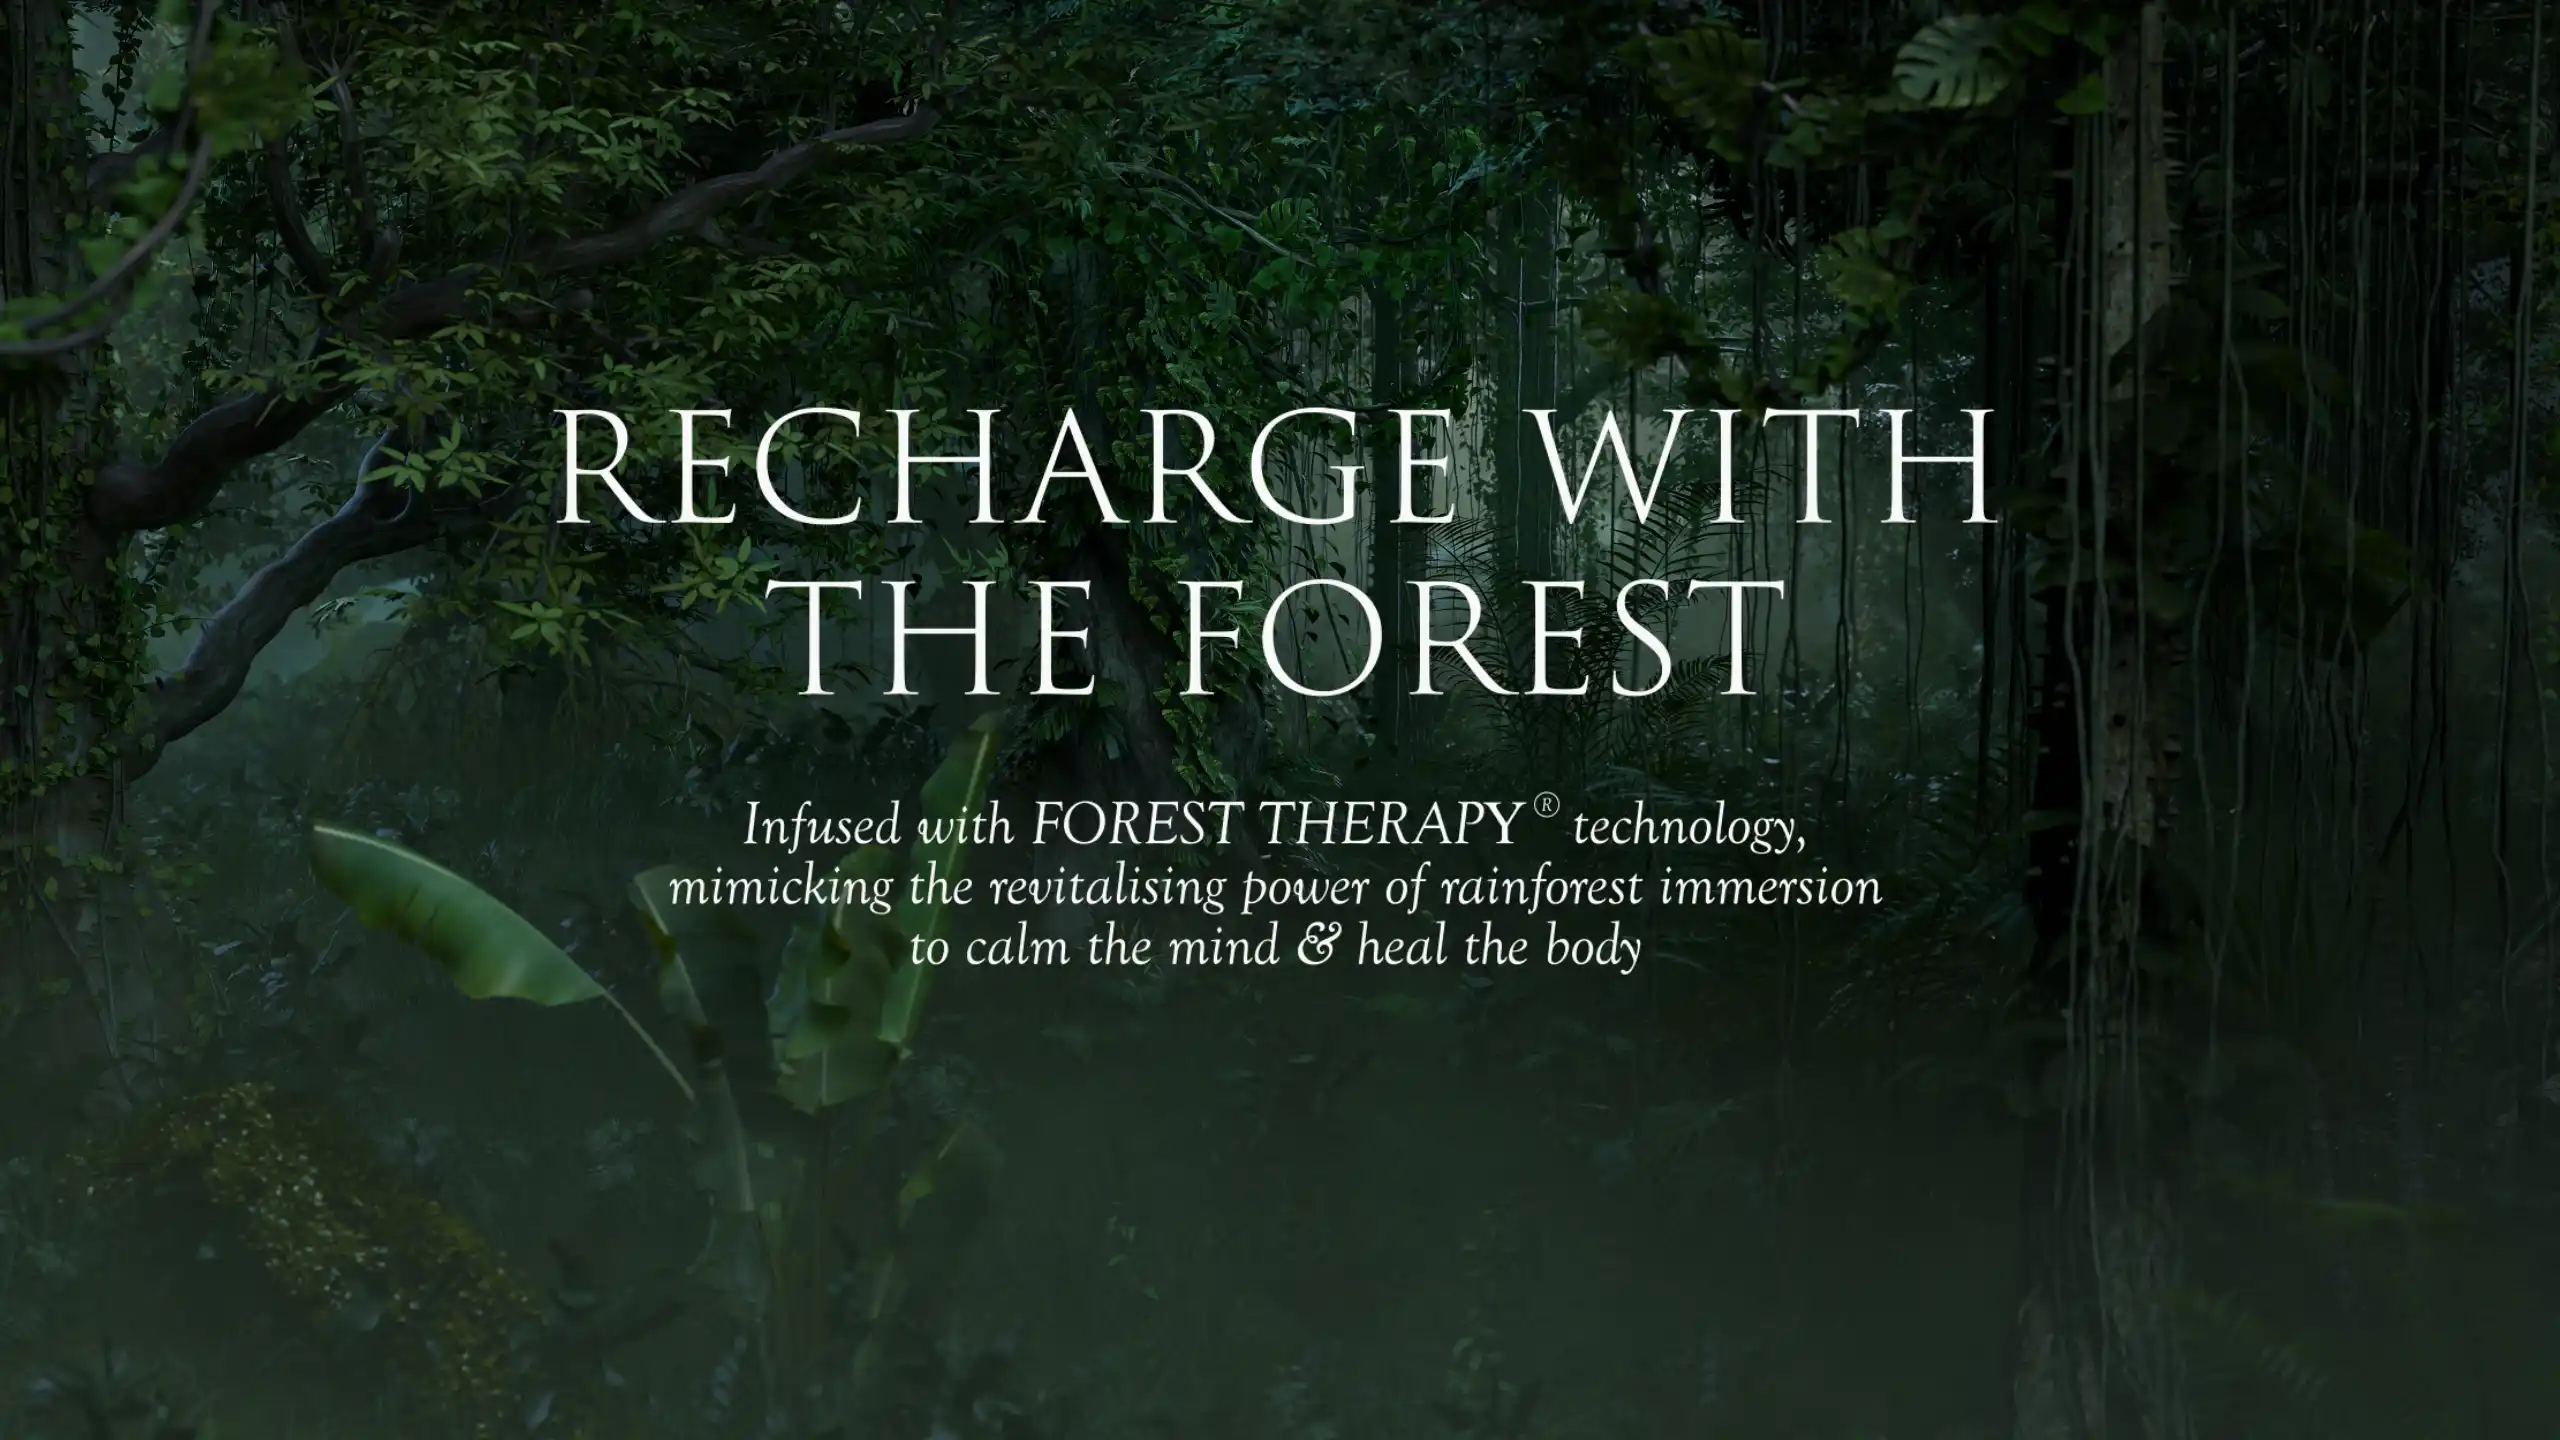 RECHARGE WITH
THE FOREST
Infused with FOREST THERAPY® technology,
mimicking the revitalising power of rainforest immersion
to calm the mind & heal the body